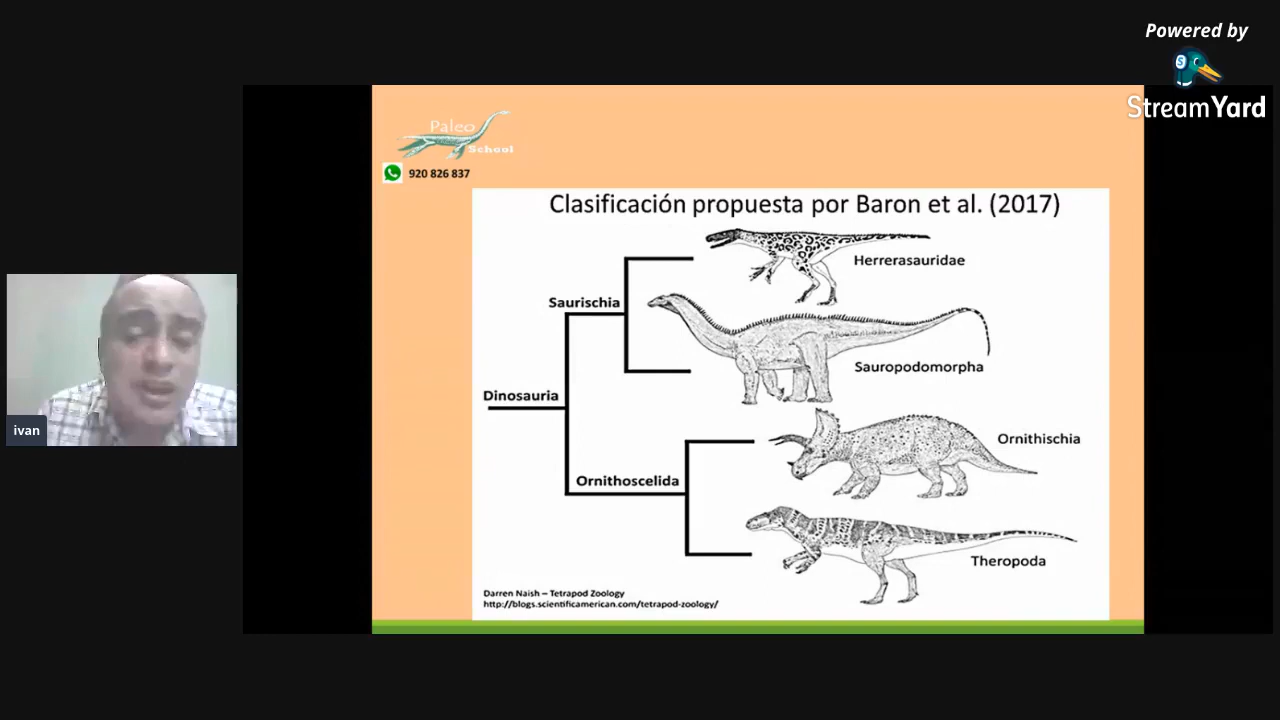 Powered by
StreamYard
Paleo
School
920 826 837
Clasificación propuesta por Baron et al. (2017)
Herrerasauridae
Saurischia
Sauropodomorpha
Dinosauria
Ornithischia
Ornithoscelida
Theropoda
Darren Naish – Tetrapod Zoology
http://blogs.scientificamerican.com/tetrapod-zoology/
ivan